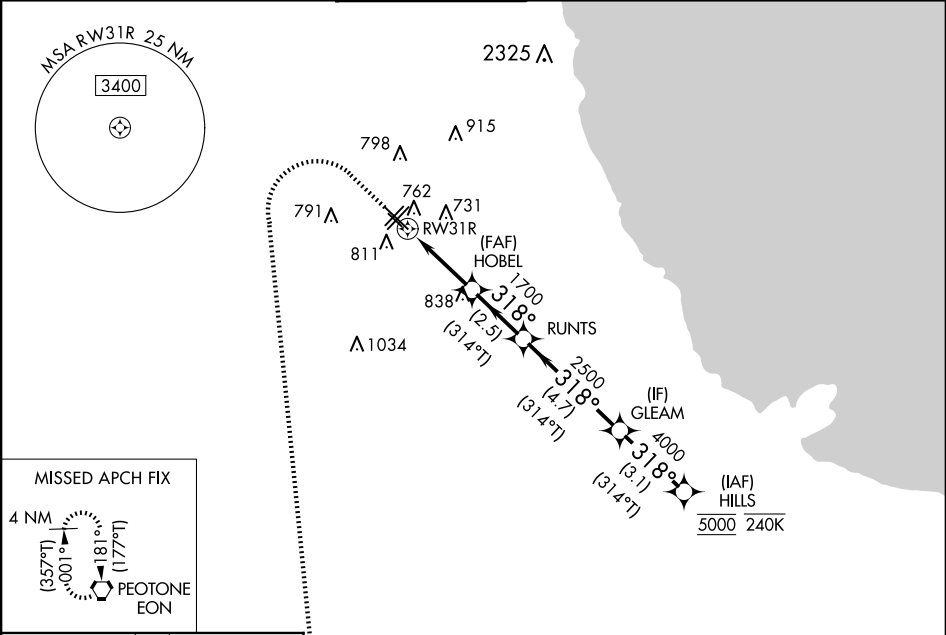 MSA RW31R 25 NM
3400
2325
915
798
762
731
791
RW31R
811
(FAF)
HOBEL
1700
318°
(2.5)
(314°T)
838
RUNTS
1034
2500
318°
(4.7)
(314°T)
(IF)
GLEAM
4000
318°
(3.1)
(314°T)
(IAF)
HILLS
5000 240K
MISSED APCH FIX
4 NM
(357°T)
001°
181°
(177°T)
PEOTONE
EON